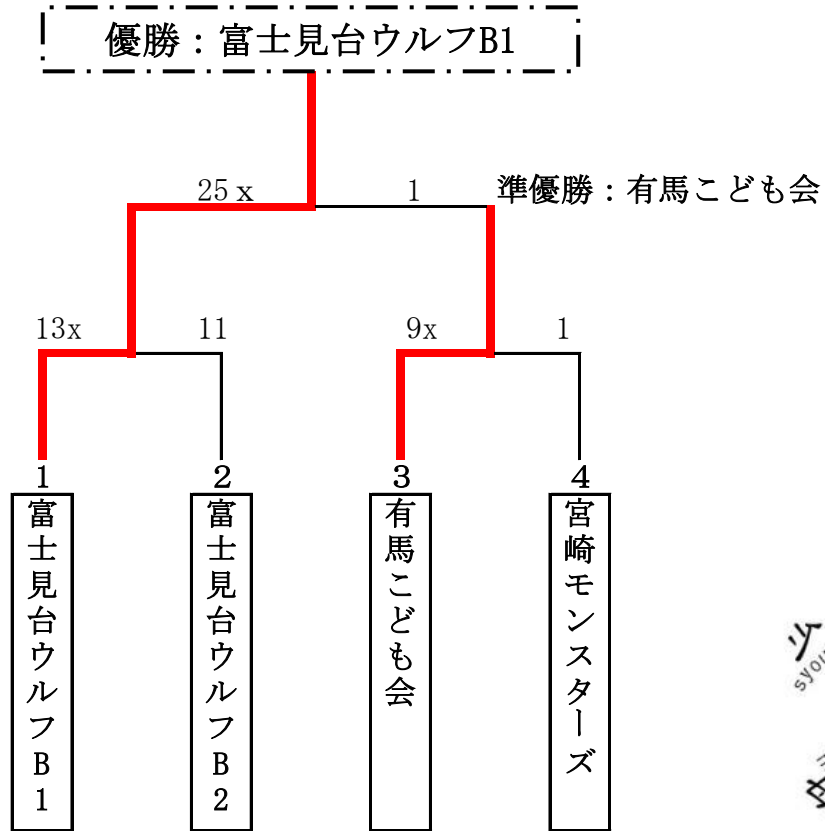 優勝：富士見台ウルフB1
25x
1
準優勝：有馬こども会
13x
11
9x
1
1
2
3
4
富士見台ウルフB1
富士見台ウルフB2
有馬こども会
宮崎モンスターズ